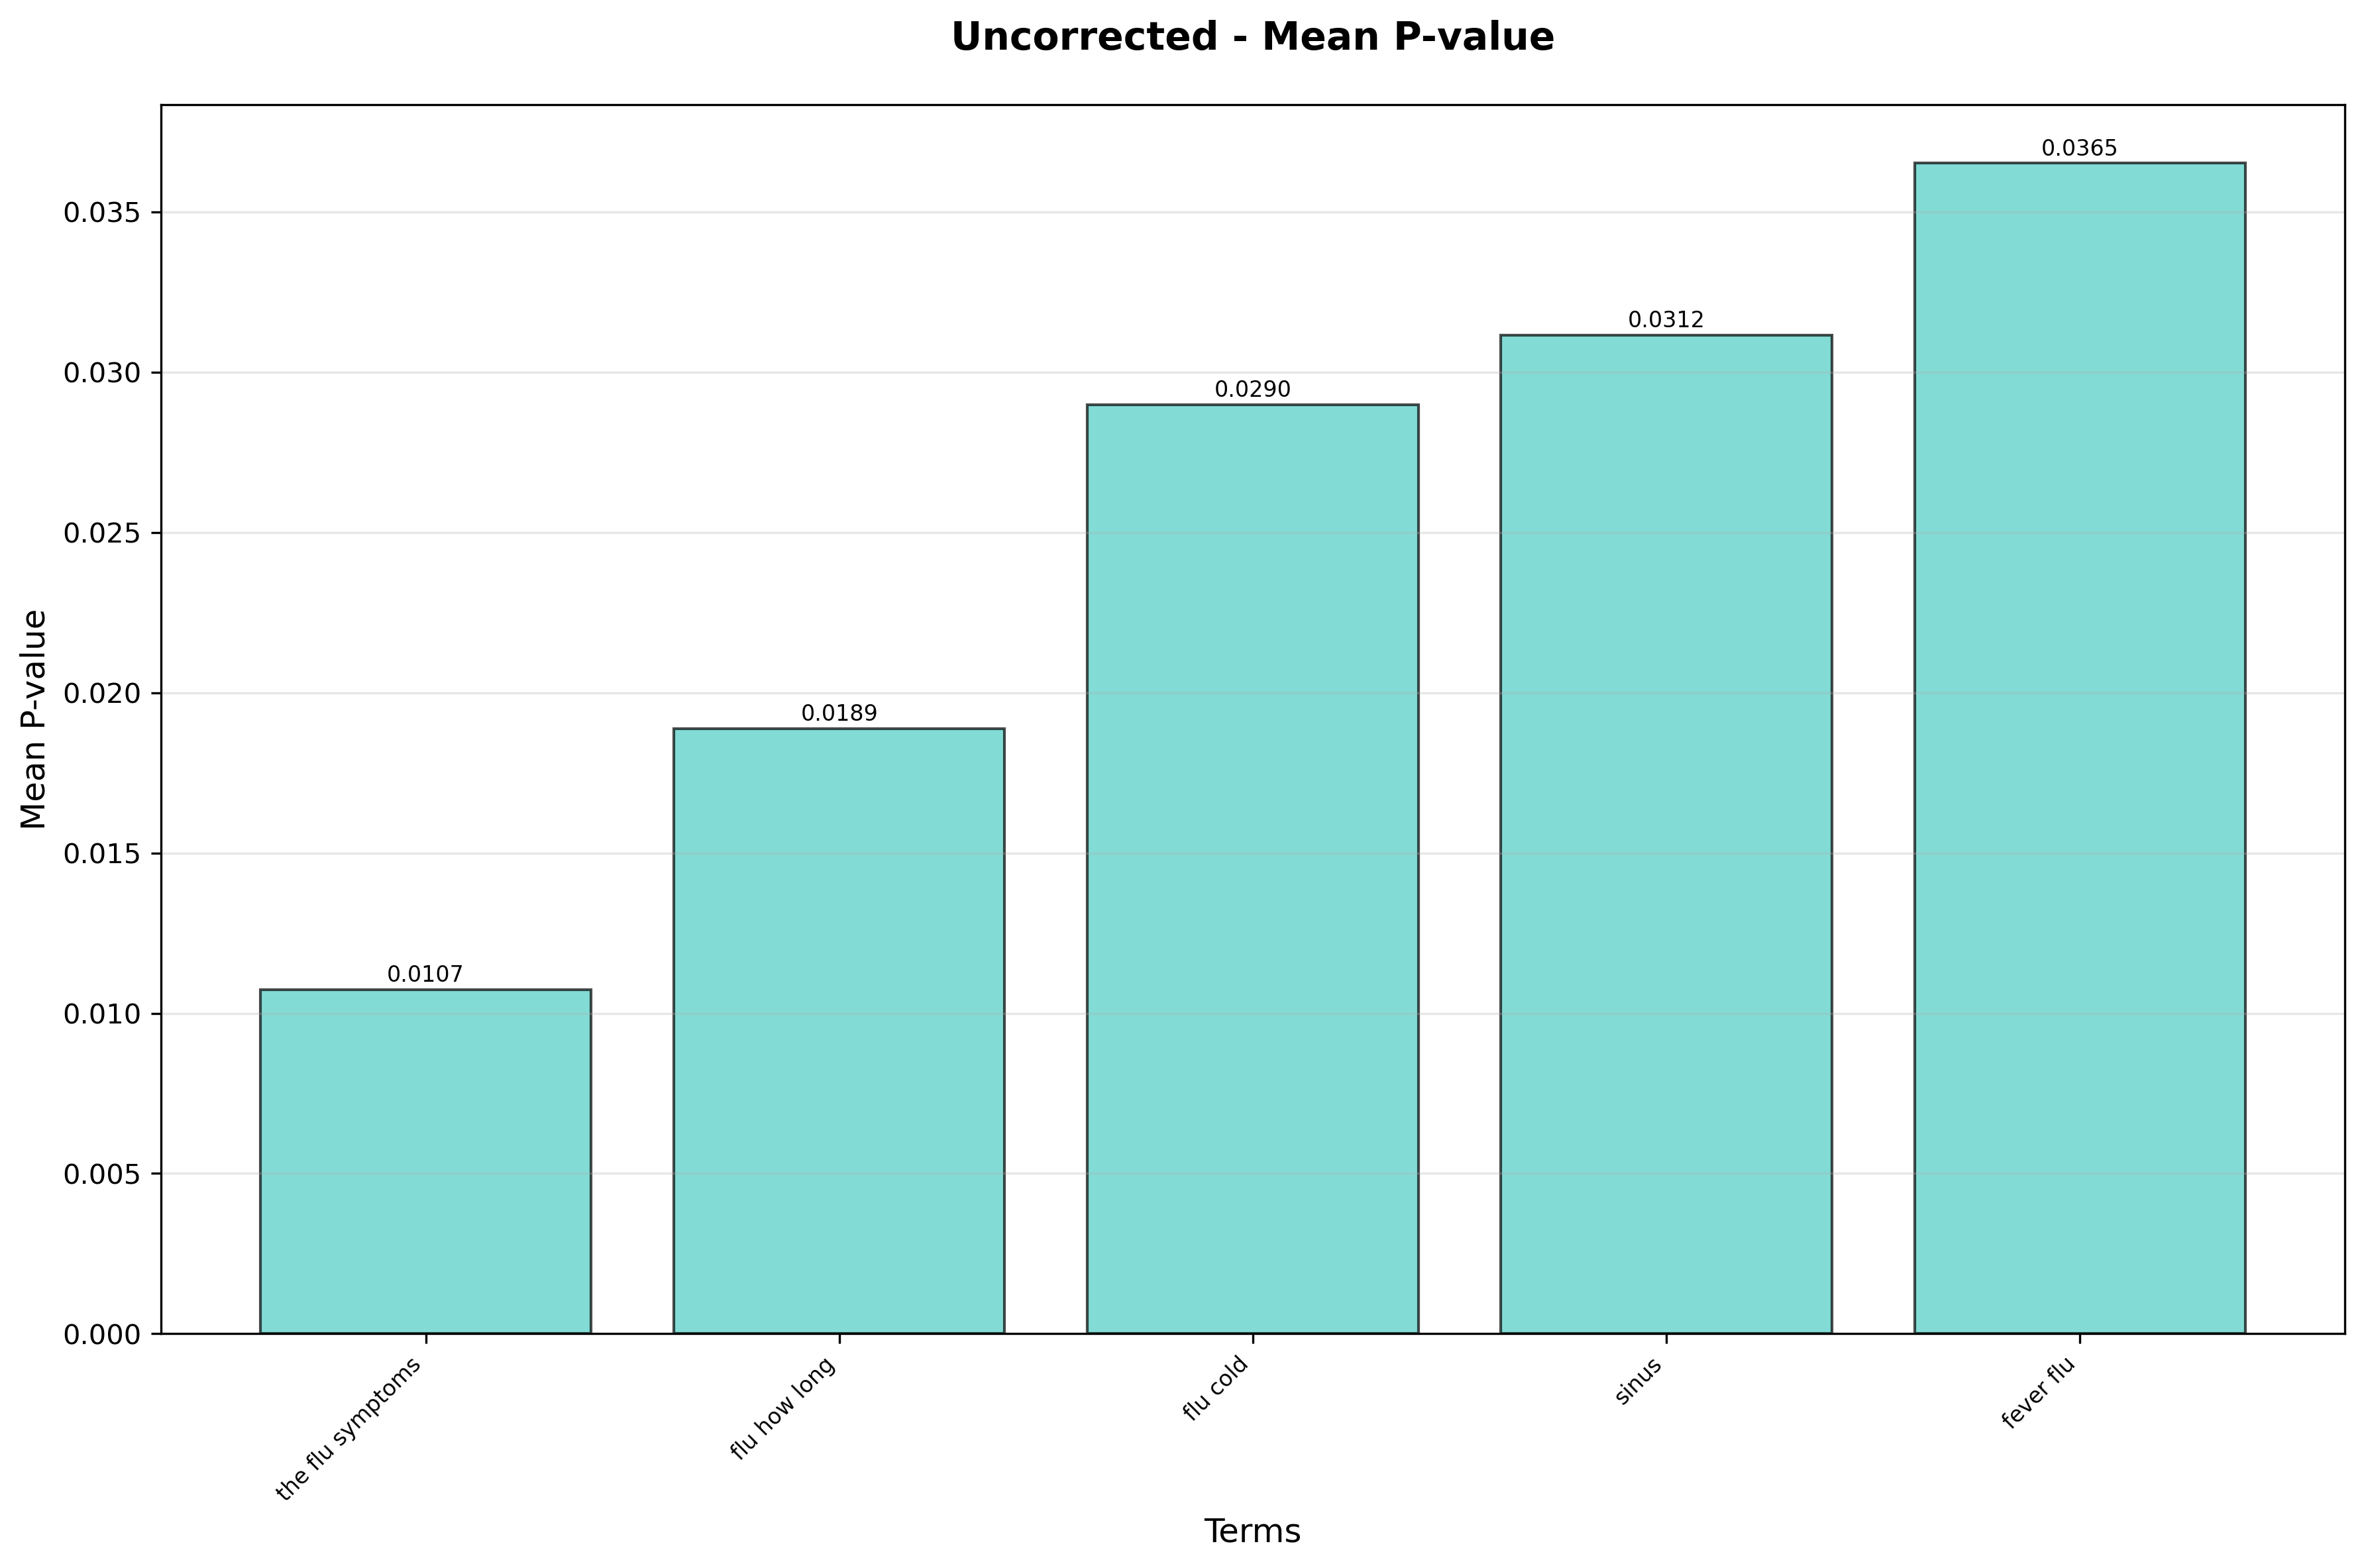 Uncorrected - Mean P-value
Mean P-value
0.035
0.030
0.025
0.020
0.015
0.010
0.005
0.000
0.0107
0.0189
0.0290
0.0312
0.0365
the flu symptoms
flu how long
flu cold
sinus
fever flu
Terms